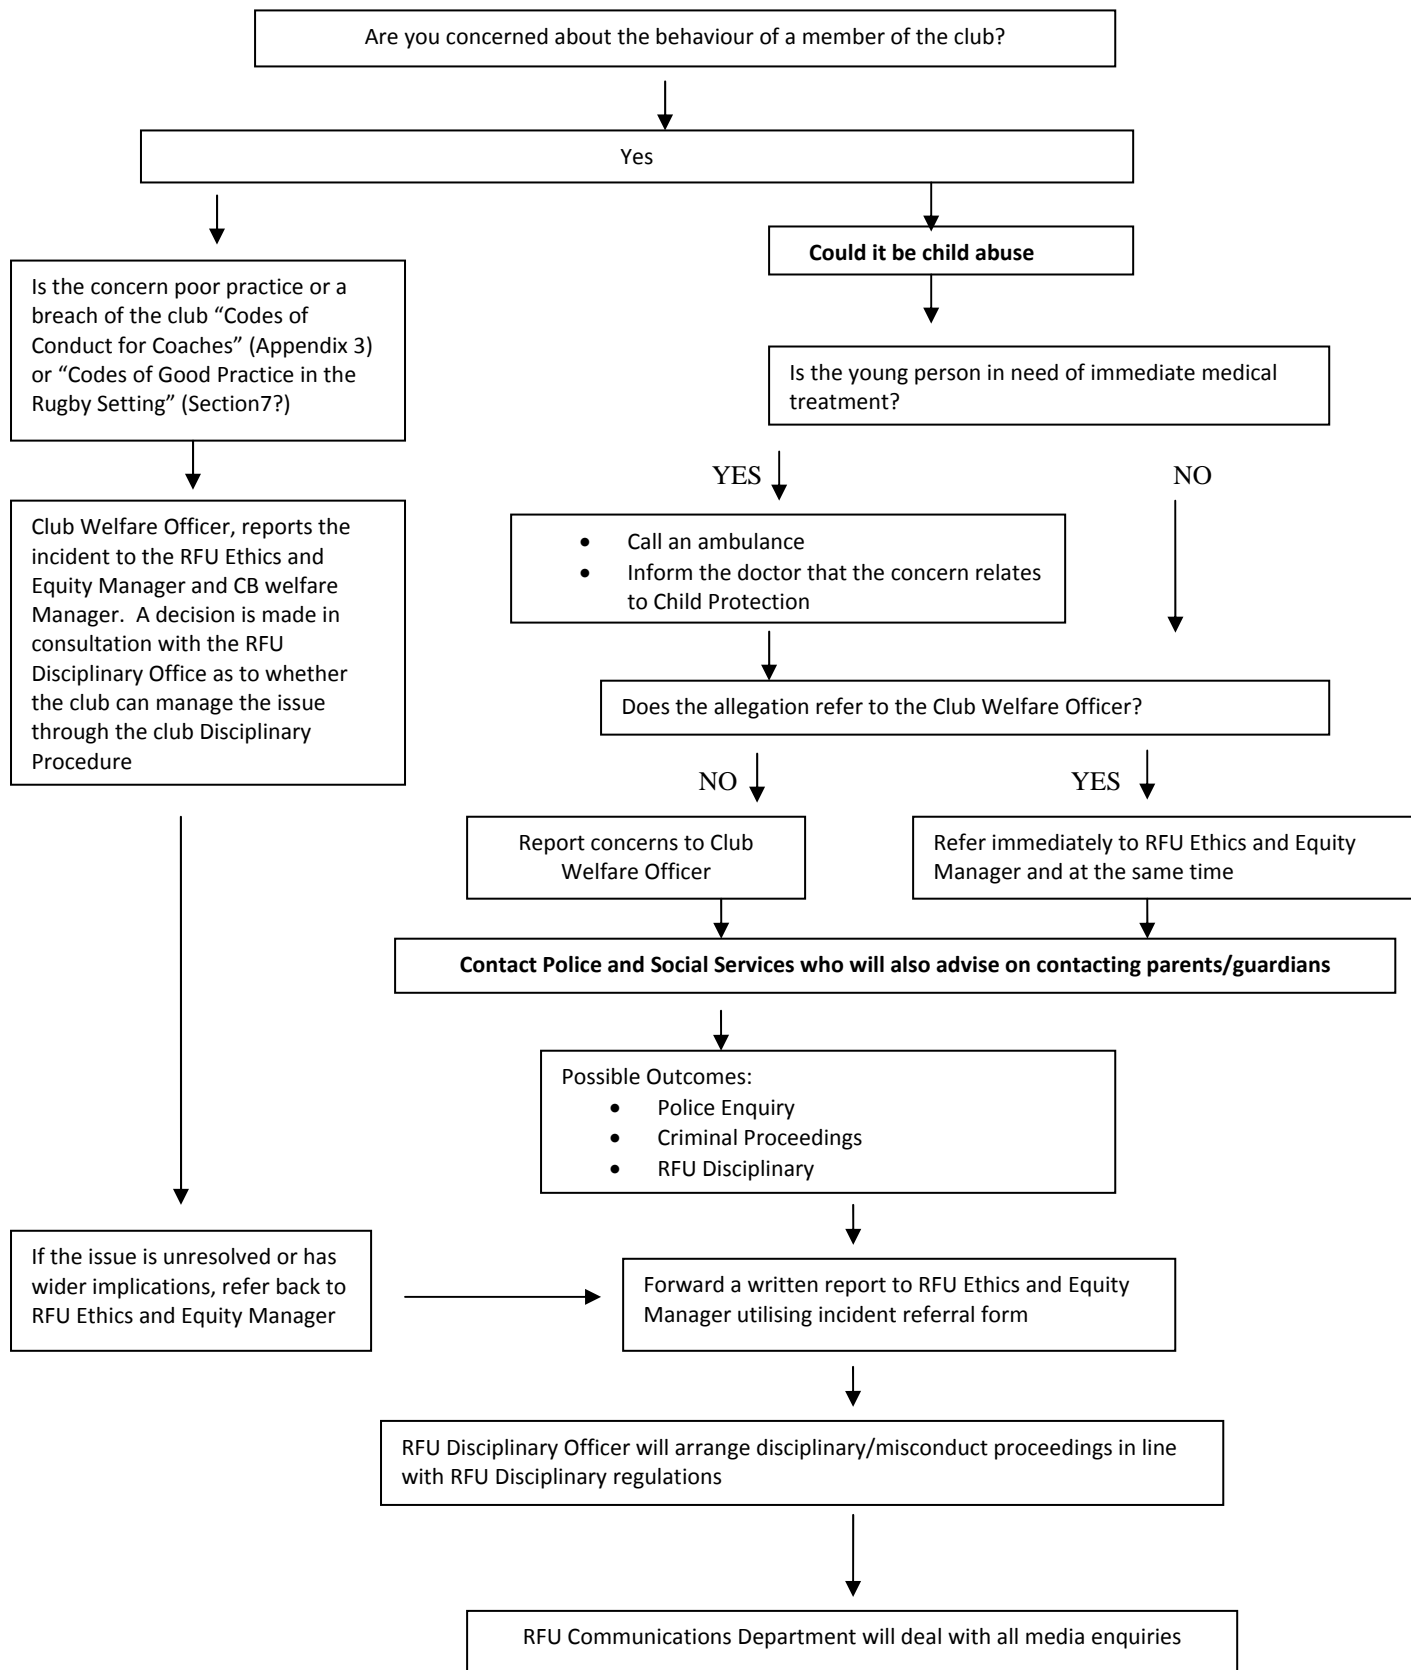 Are you concerned about the behaviour of a member of the club?
Yes
Could it be child abuse
Is the concern poor practice or a
breach of the club “Codes of
Conduct for Coaches” (Appendix 3)
or “Codes of Good Practice in the
Rugby Setting” (Section7?)
Is the young person in need of immediate medical
treatment?
YES
NO
Club Welfare Officer, reports the
incident to the RFU Ethics and
Equity Manager and CB welfare
Manager.  A decision is made in
consultation with the RFU
Disciplinary Office as to whether
the club can manage the issue
through the club Disciplinary
Procedure
• Call an ambulance
• Inform the doctor that the concern relates
to Child Protection
Does the allegation refer to the Club Welfare Officer?
NO
YES
Report concerns to Club
Welfare Officer
Refer immediately to RFU Ethics and Equity
Manager and at the same time
Contact Police and Social Services who will also advise on contacting parents/guardians
Possible Outcomes:
• Police Enquiry
• Criminal Proceedings
• RFU Disciplinary
If the issue is unresolved or has
wider implications, refer back to
RFU Ethics and Equity Manager
Forward a written report to RFU Ethics and Equity
Manager utilising incident referral form
RFU Disciplinary Officer will arrange disciplinary/misconduct proceedings in line
with RFU Disciplinary regulations
RFU Communications Department will deal with all media enquiries